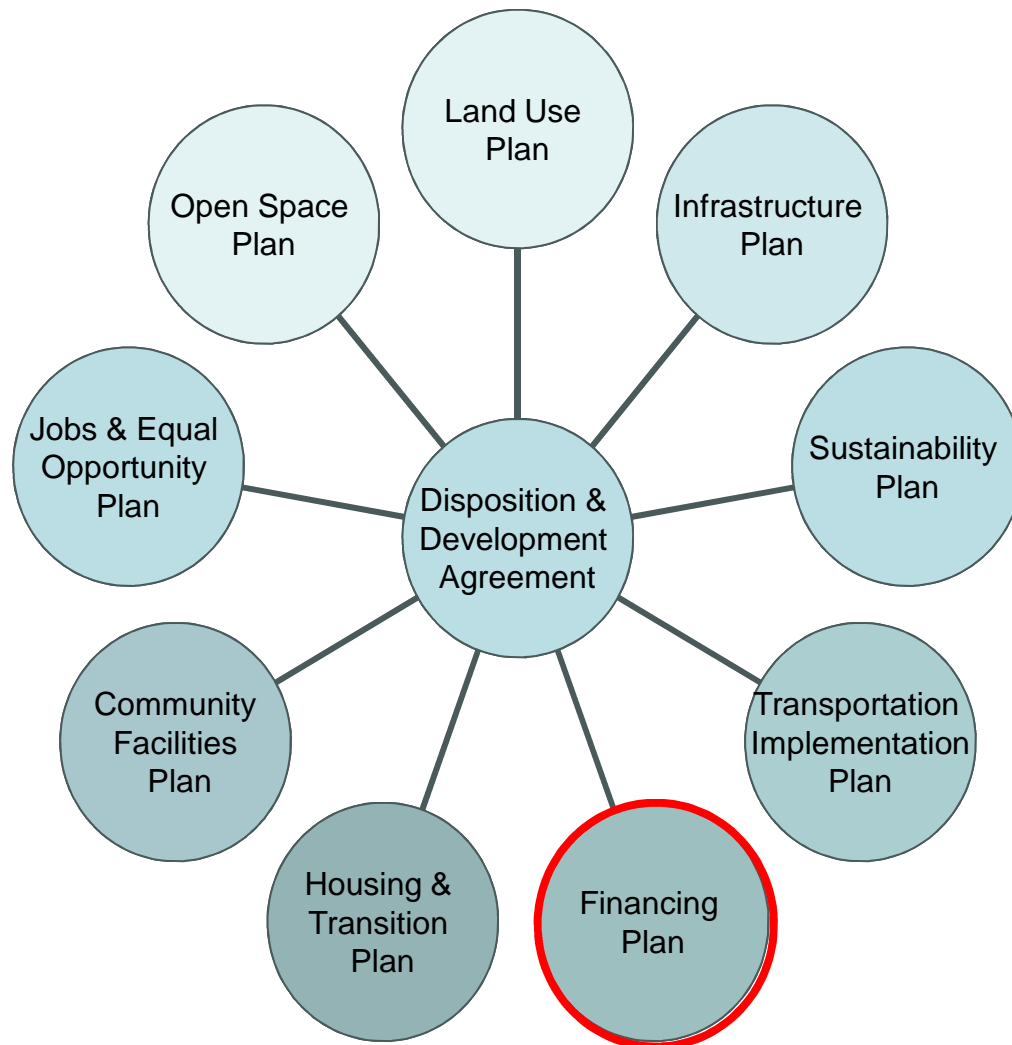 Land Use
Plan
Open Space
Plan
Infrastructure
Plan
Jobs & Equal
Opportunity
Plan
Sustainability
Plan
Disposition &
Development
Agreement
Community
Facilities
Plan
Transportation
Implementation
Plan
Housing &
Transition
Plan
Financing
Plan